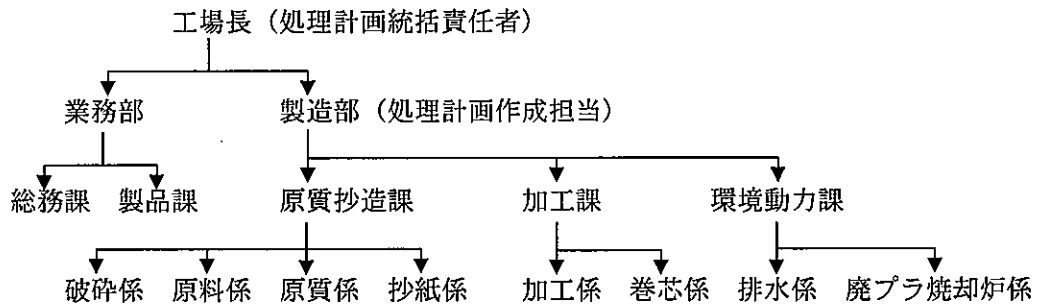 工場長（処理計画統括責任者）
業務部 製造部（処理計画作成担当）
総務課 製品課 原質抄造課 加工課 環境動力課
破砕係 原料係 原質係 抄紙係 加工係 巻芯係 排水係 廃プラ焼却炉係